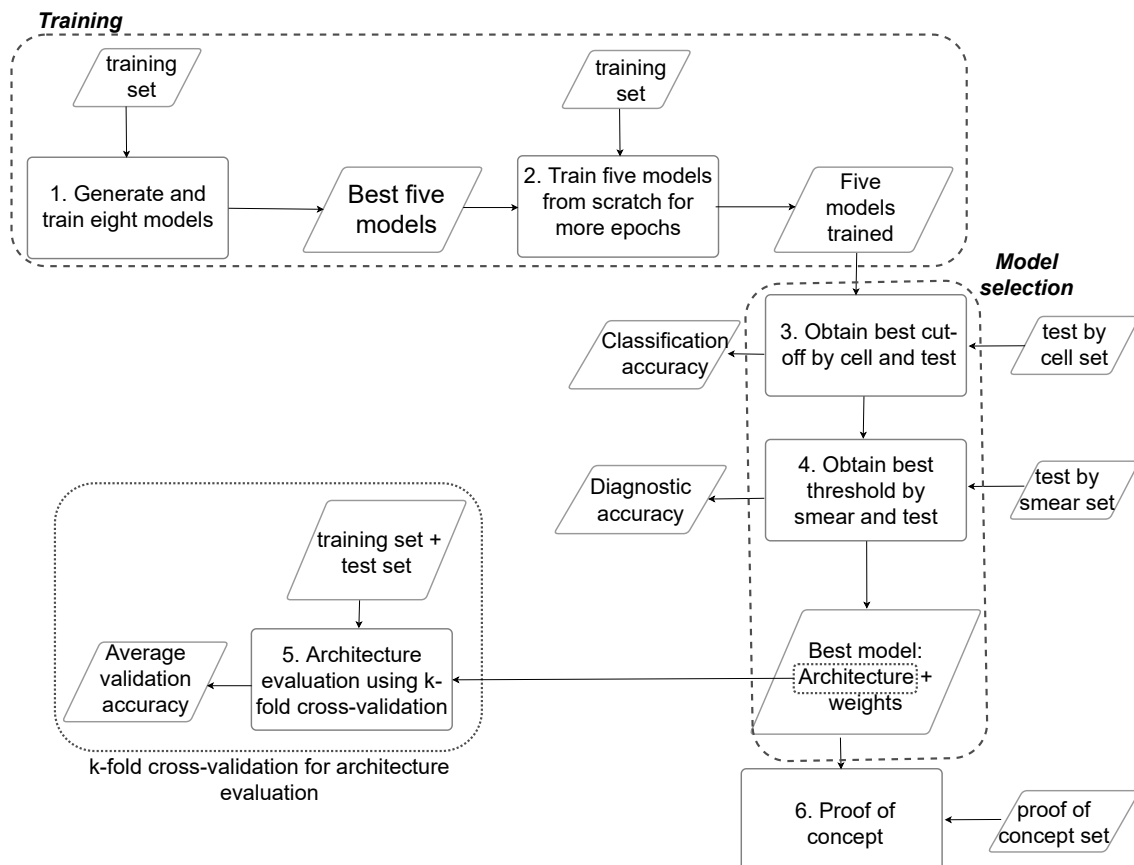 Training
training
set
training
set
1. Generate and
train eight models
Best five
models
2. Train five models
from scratch for
more epochs
Five
models
trained
Model
selection
Classification
accuracy
3. Obtain best cut-
off by cell and test
test by
cell set
Diagnostic
accuracy
4. Obtain best
threshold by
smear and test
test by
smear set
training set +
test set
Average
validation
accuracy
5. Architecture
evaluation using k-
fold cross-validation
Best model:
Architecture +
weights
k-fold cross-validation for architecture
evaluation
6. Proof of
concept
proof of
concept set